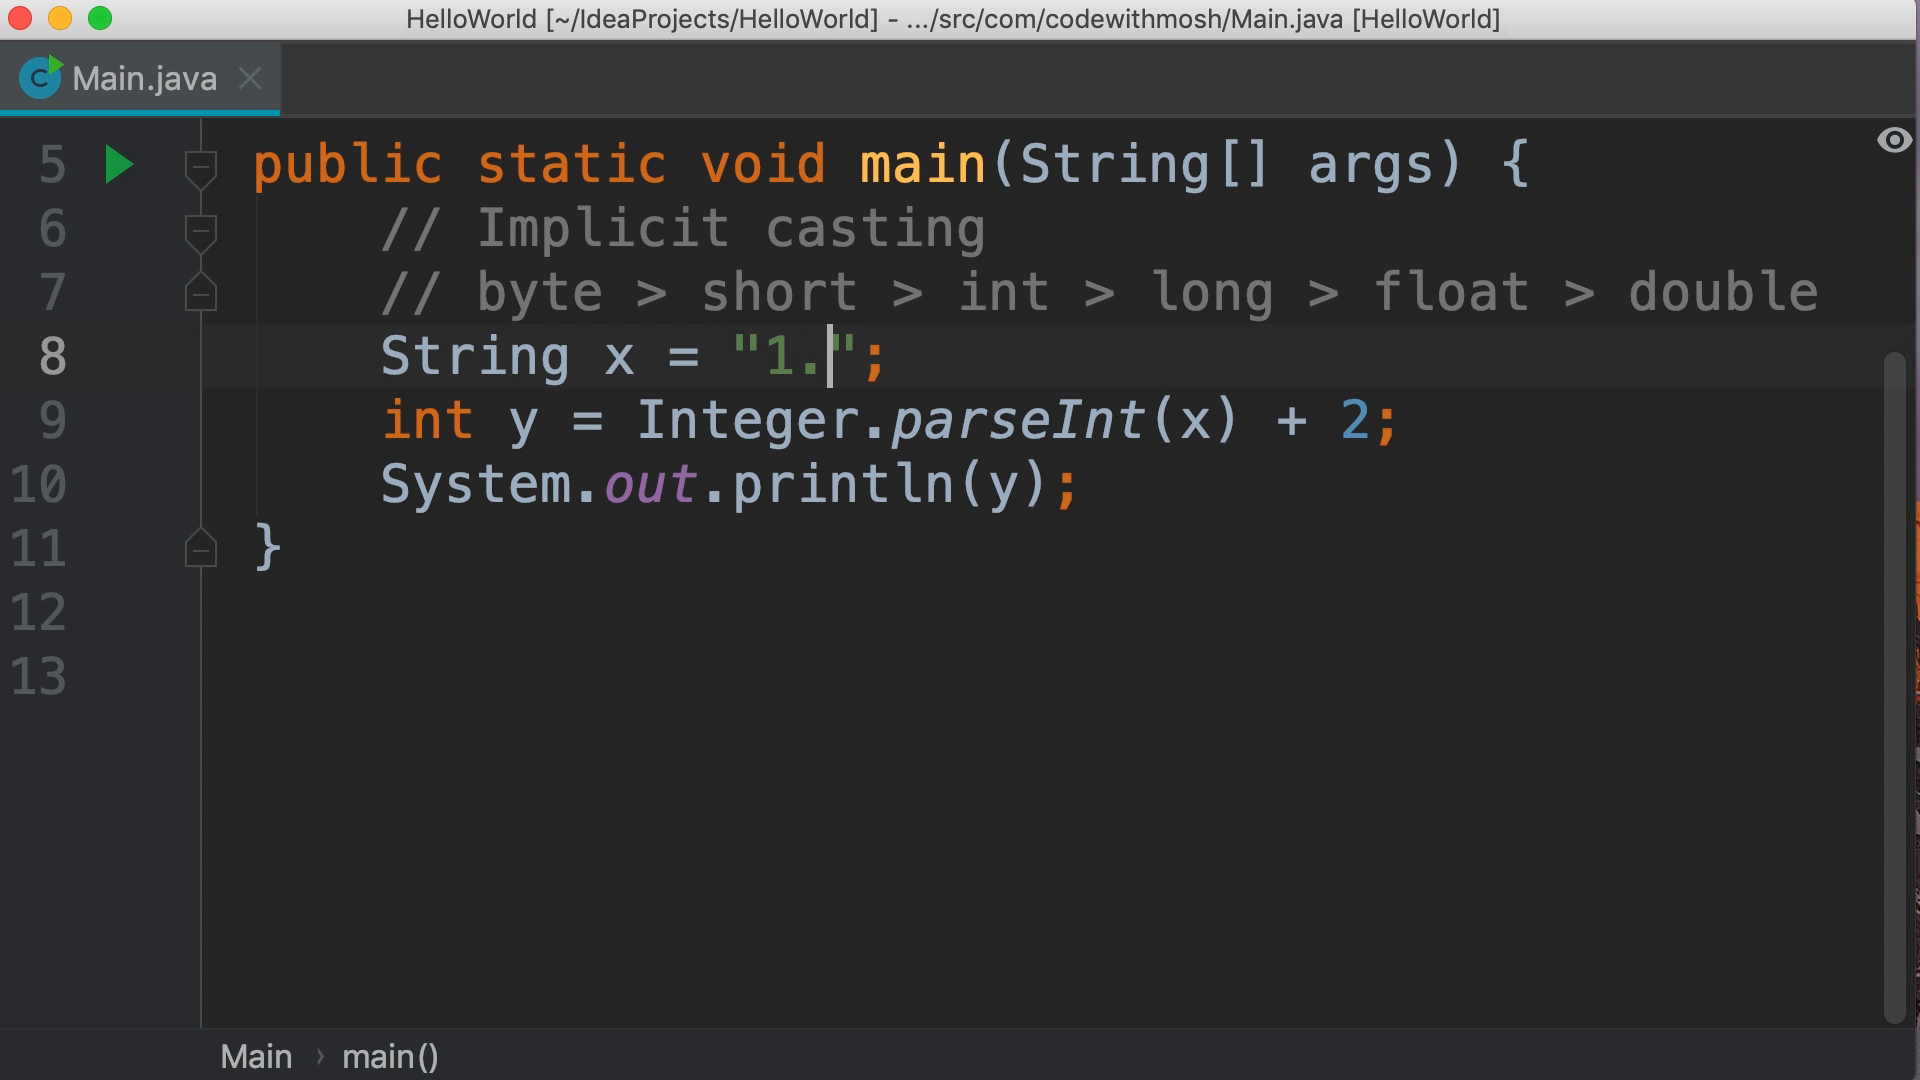 HelloWorld [~/IdeaProjects/HelloWorld] - .../src/com/codewithmosh/Main.java [HelloWorld]
C Main.java
5 public static void main(String[] args) {
6 // Implicit casting
7 // byte > short > int > long > float > double
8 String x = "1.";
9 int y = Integer.parseInt(x) + 2;
10 System.out.println(y);
11 }
12
13
Main › main()